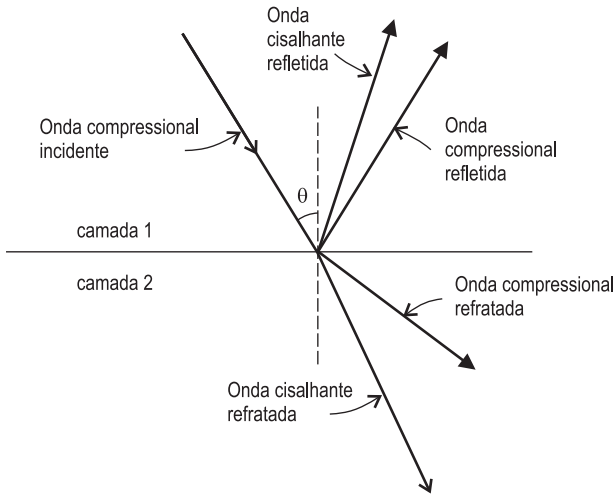 Onda
cisalhante
refletida
Onda compressional
incidente
Onda
compressional
refletida
θ
camada 1
camada 2
Onda compressional
refratada
Onda cisalhante
refratada